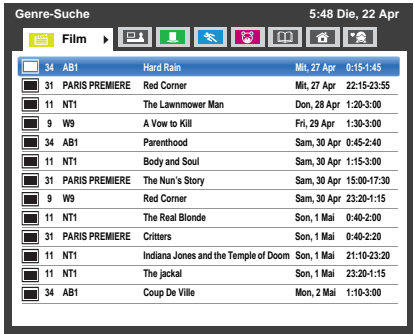 Genre-Suche 5:48 Die, 22 Apr
Film
34 AB1 Hard Rain Mit, 27 Apr 0:15-1:45
31 PARIS PREMIERE Red Corner Mit, 27 Apr 22:15-23:55
11 NT1 The Lawnmower Man Don, 28 Apr 1:20-3:00
9 W9 A Vow to Kill Fri, 29 Apr 1:30-3:00
34 AB1 Parenthood Sam, 30 Apr 0:45-2:40
11 NT1 Body and Soul Sam, 30 Apr 1:15-3:00
31 PARIS PREMIERE The Nun's Story Sam, 30 Apr 15:00-17:30
9 W9 Red Corner Sam, 30 Apr 23:20-1:15
11 NT1 The Real Blonde Son, 1 Mai 0:40-2:00
31 PARIS PREMIERE Critters Son, 1 Mai 0:40-2:20
11 NT1 Indiana Jones and the Temple of Doom Son, 1 Mai 21:10-23:20
11 NT1 The jackal Son, 1 Mai 23:20-1:15
34 AB1 Coup De Ville Mon, 2 Mai 1:10-3:00